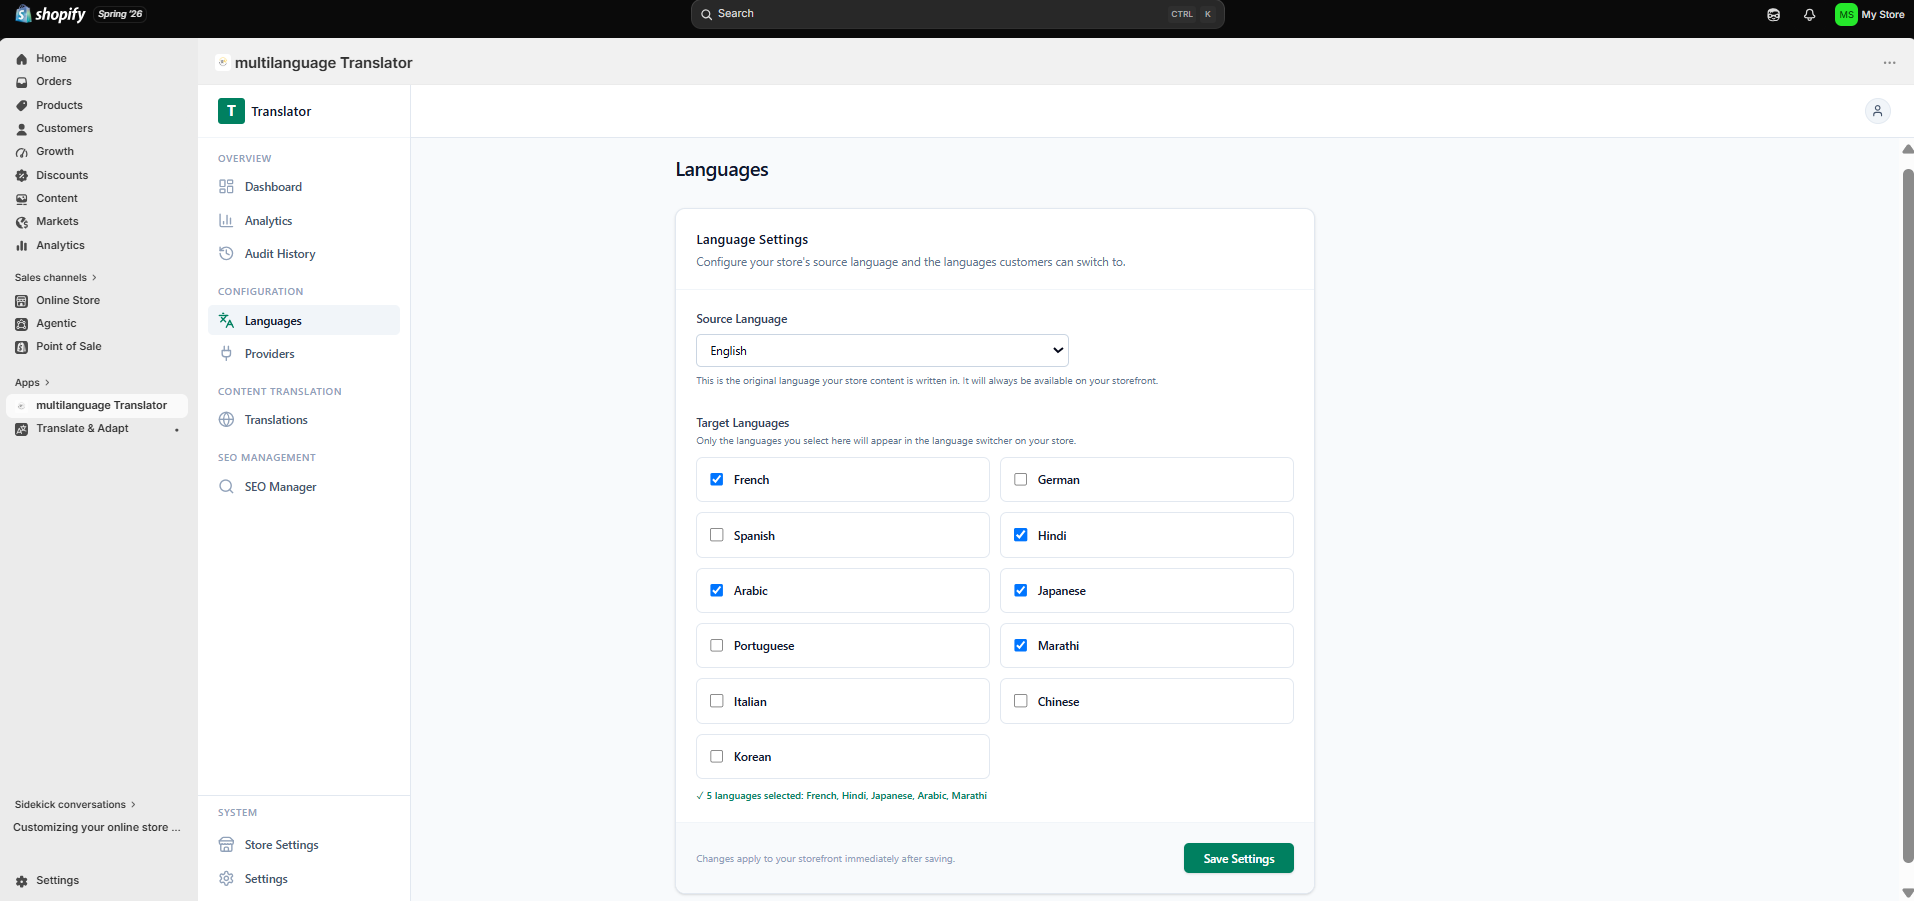 shopify Spring '26
Search CTRL K
MS My Store
Home
Orders
Products
Customers
Growth
Discounts
Content
Markets
Analytics
Sales channels >
Online Store
Agentic
Point of Sale
Apps >
multilanguage Translator
Translate & Adapt
Sidekick conversations >
Customizing your online store ...
Settings
multilanguage Translator
T Translator
OVERVIEW
Dashboard
Analytics
Audit History
CONFIGURATION
Languages
Providers
CONTENT TRANSLATION
Translations
SEO MANAGEMENT
SEO Manager
SYSTEM
Store Settings
Settings
Languages
Language Settings
Configure your store's source language and the languages customers can switch to.
Source Language
English
This is the original language your store content is written in. It will always be available on your storefront.
Target Languages
Only the languages you select here will appear in the language switcher on your store.
French
German
Spanish
Hindi
Arabic
Japanese
Portuguese
Marathi
Italian
Chinese
Korean
✓ 5 languages selected: French, Hindi, Japanese, Arabic, Marathi
Changes apply to your storefront immediately after saving.
Save Settings